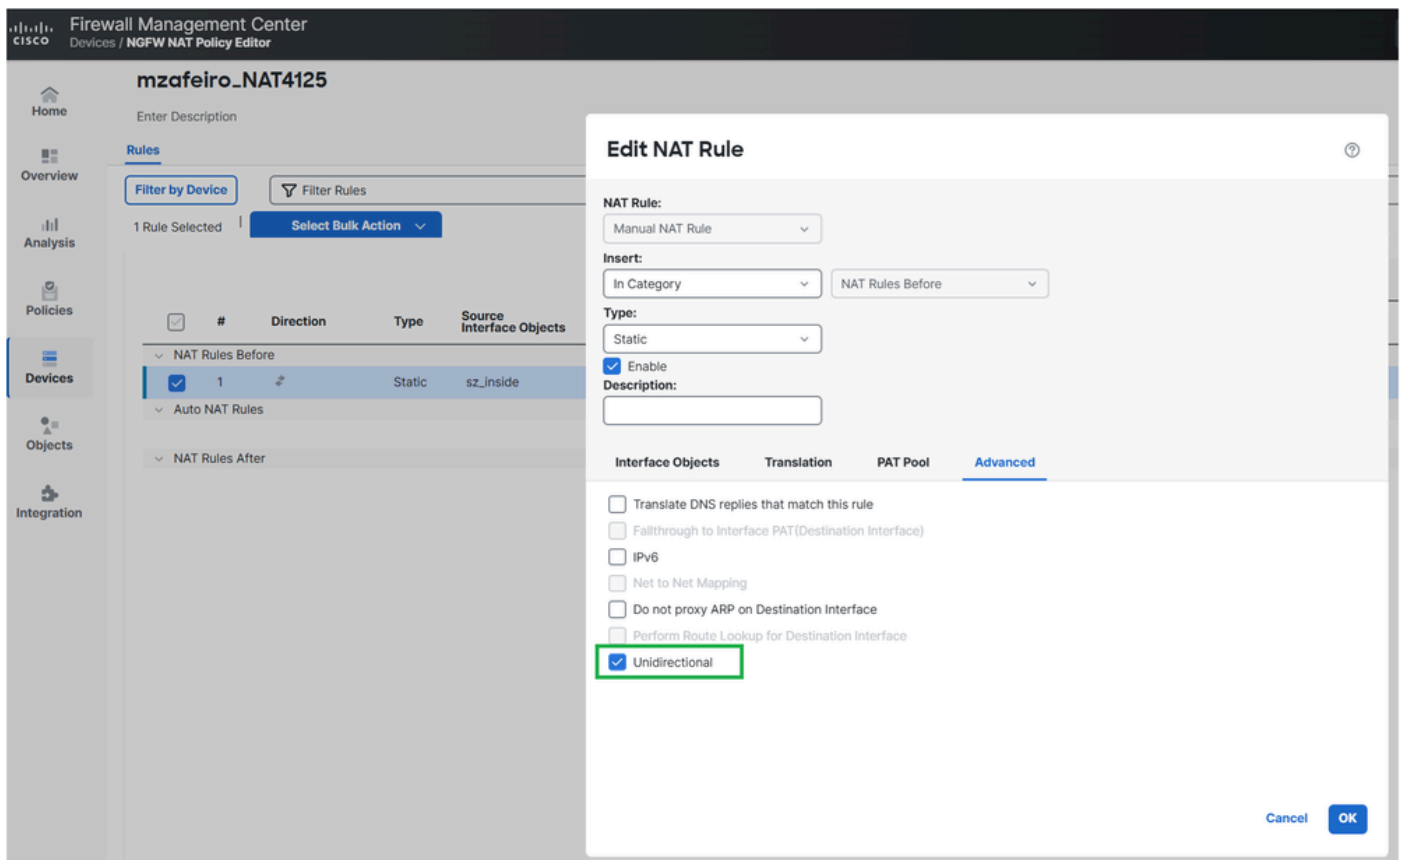 Firewall Management Center
CISCO Devices / NGFW NAT Policy Editor
mzafeiro_NAT4125
Home
Enter Description
Rules
Overview
Filter by Device
Filter Rules
1 Rule Selected
Select Bulk Action
Analysis
Policies
# Direction Type Source Interface Objects
NAT Rules Before
1 Static sz_inside
Devices
Auto NAT Rules
Objects
NAT Rules After
Integration
Edit NAT Rule
NAT Rule:
Manual NAT Rule
Insert:
In Category NAT Rules Before
Type:
Static
Enable
Description:
Interface Objects Translation PAT Pool Advanced
Translate DNS replies that match this rule
Fallthrough to Interface PAT(Destination Interface)
IPv6
Net to Net Mapping
Do not proxy ARP on Destination Interface
Perform Route Lookup for Destination Interface
Unidirectional
Cancel OK